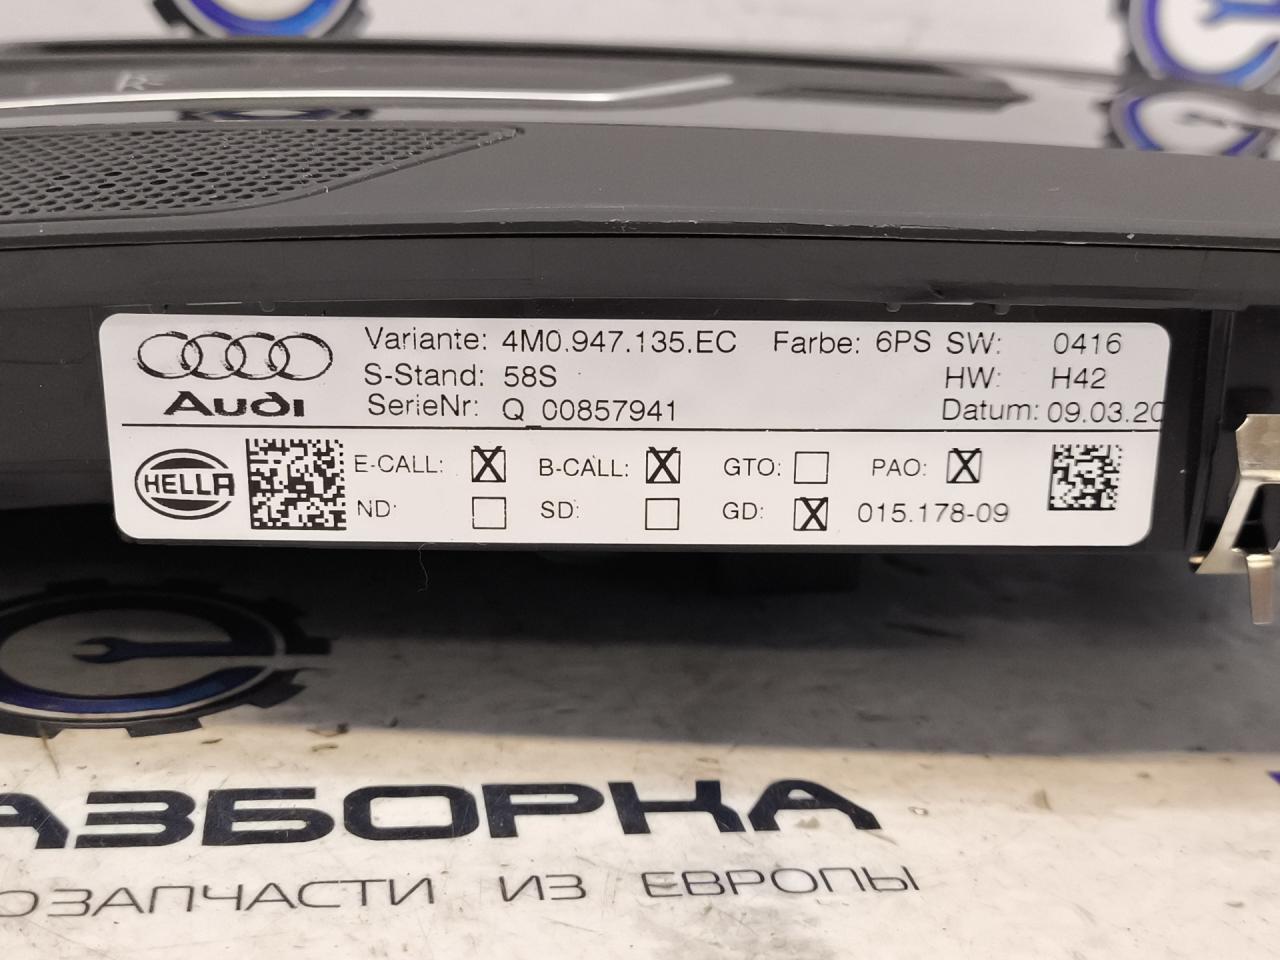 Variante: 4M0.947.135.EC Farbe: 6PS SW: 0416
S-Stand: 58S HW: H42
Audi SerieNr: Q_00857941 Datum: 09.03.20
HELLA E-CALL: X B-CALL: X GTO: PAO: X
ND: SD: GD: X 015.178-09
АЗБОРКА
ОЗАПЧАСТИ ИЗ ЕВРОПЫ